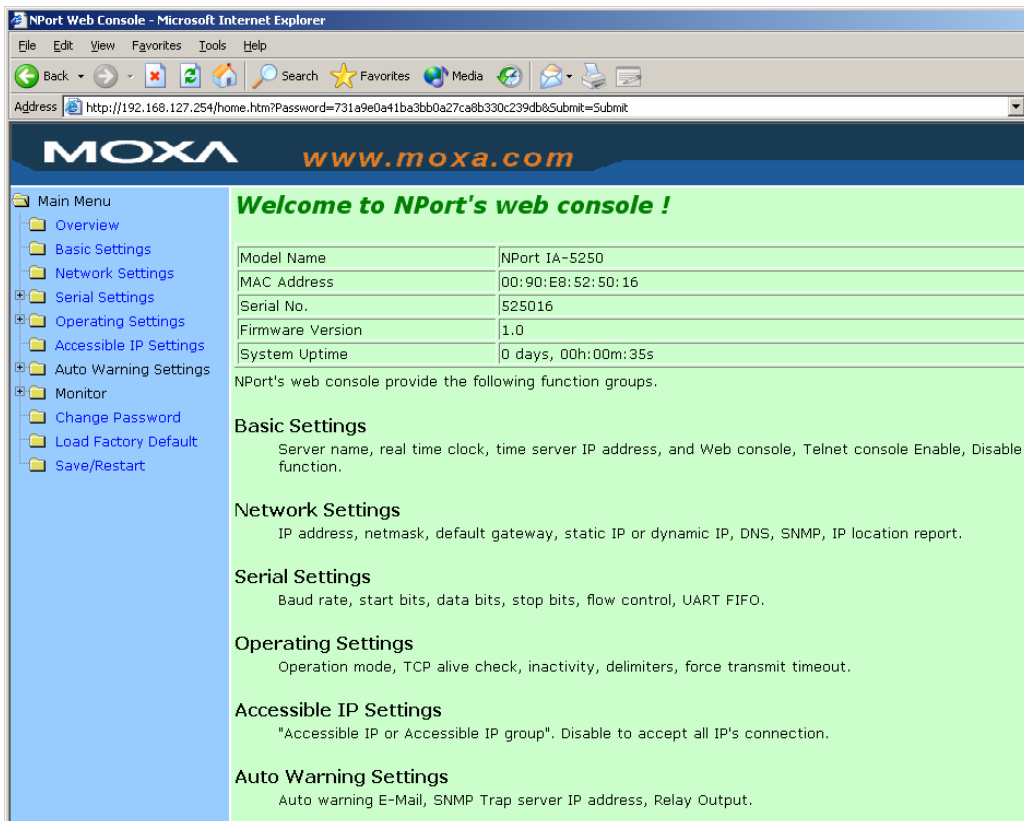 NPort Web Console - Microsoft Internet Explorer
File Edit View Favorites Tools Help
Back Search Favorites Media
Address http://192.168.127.254/home.htm?Password=731a9e0a41ba3bb0a27ca8b330c239db&Submit=Submit
MOXA www.moxa.com
Main Menu
Overview
Basic Settings
Network Settings
Serial Settings
Operating Settings
Accessible IP Settings
Auto Warning Settings
Monitor
Change Password
Load Factory Default
Save/Restart
Welcome to NPort's web console !
Model Name NPort IA-5250
MAC Address 00:90:E8:52:50:16
Serial No. 525016
Firmware Version 1.0
System Uptime 0 days, 00h:00m:35s
NPort's web console provide the following function groups.
Basic Settings
Server name, real time clock, time server IP address, and Web console, Telnet console Enable, Disable
function.
Network Settings
IP address, netmask, default gateway, static IP or dynamic IP, DNS, SNMP, IP location report.
Serial Settings
Baud rate, start bits, data bits, stop bits, flow control, UART FIFO.
Operating Settings
Operation mode, TCP alive check, inactivity, delimiters, force transmit timeout.
Accessible IP Settings
"Accessible IP or Accessible IP group". Disable to accept all IP's connection.
Auto Warning Settings
Auto warning E-Mail, SNMP Trap server IP address, Relay Output.